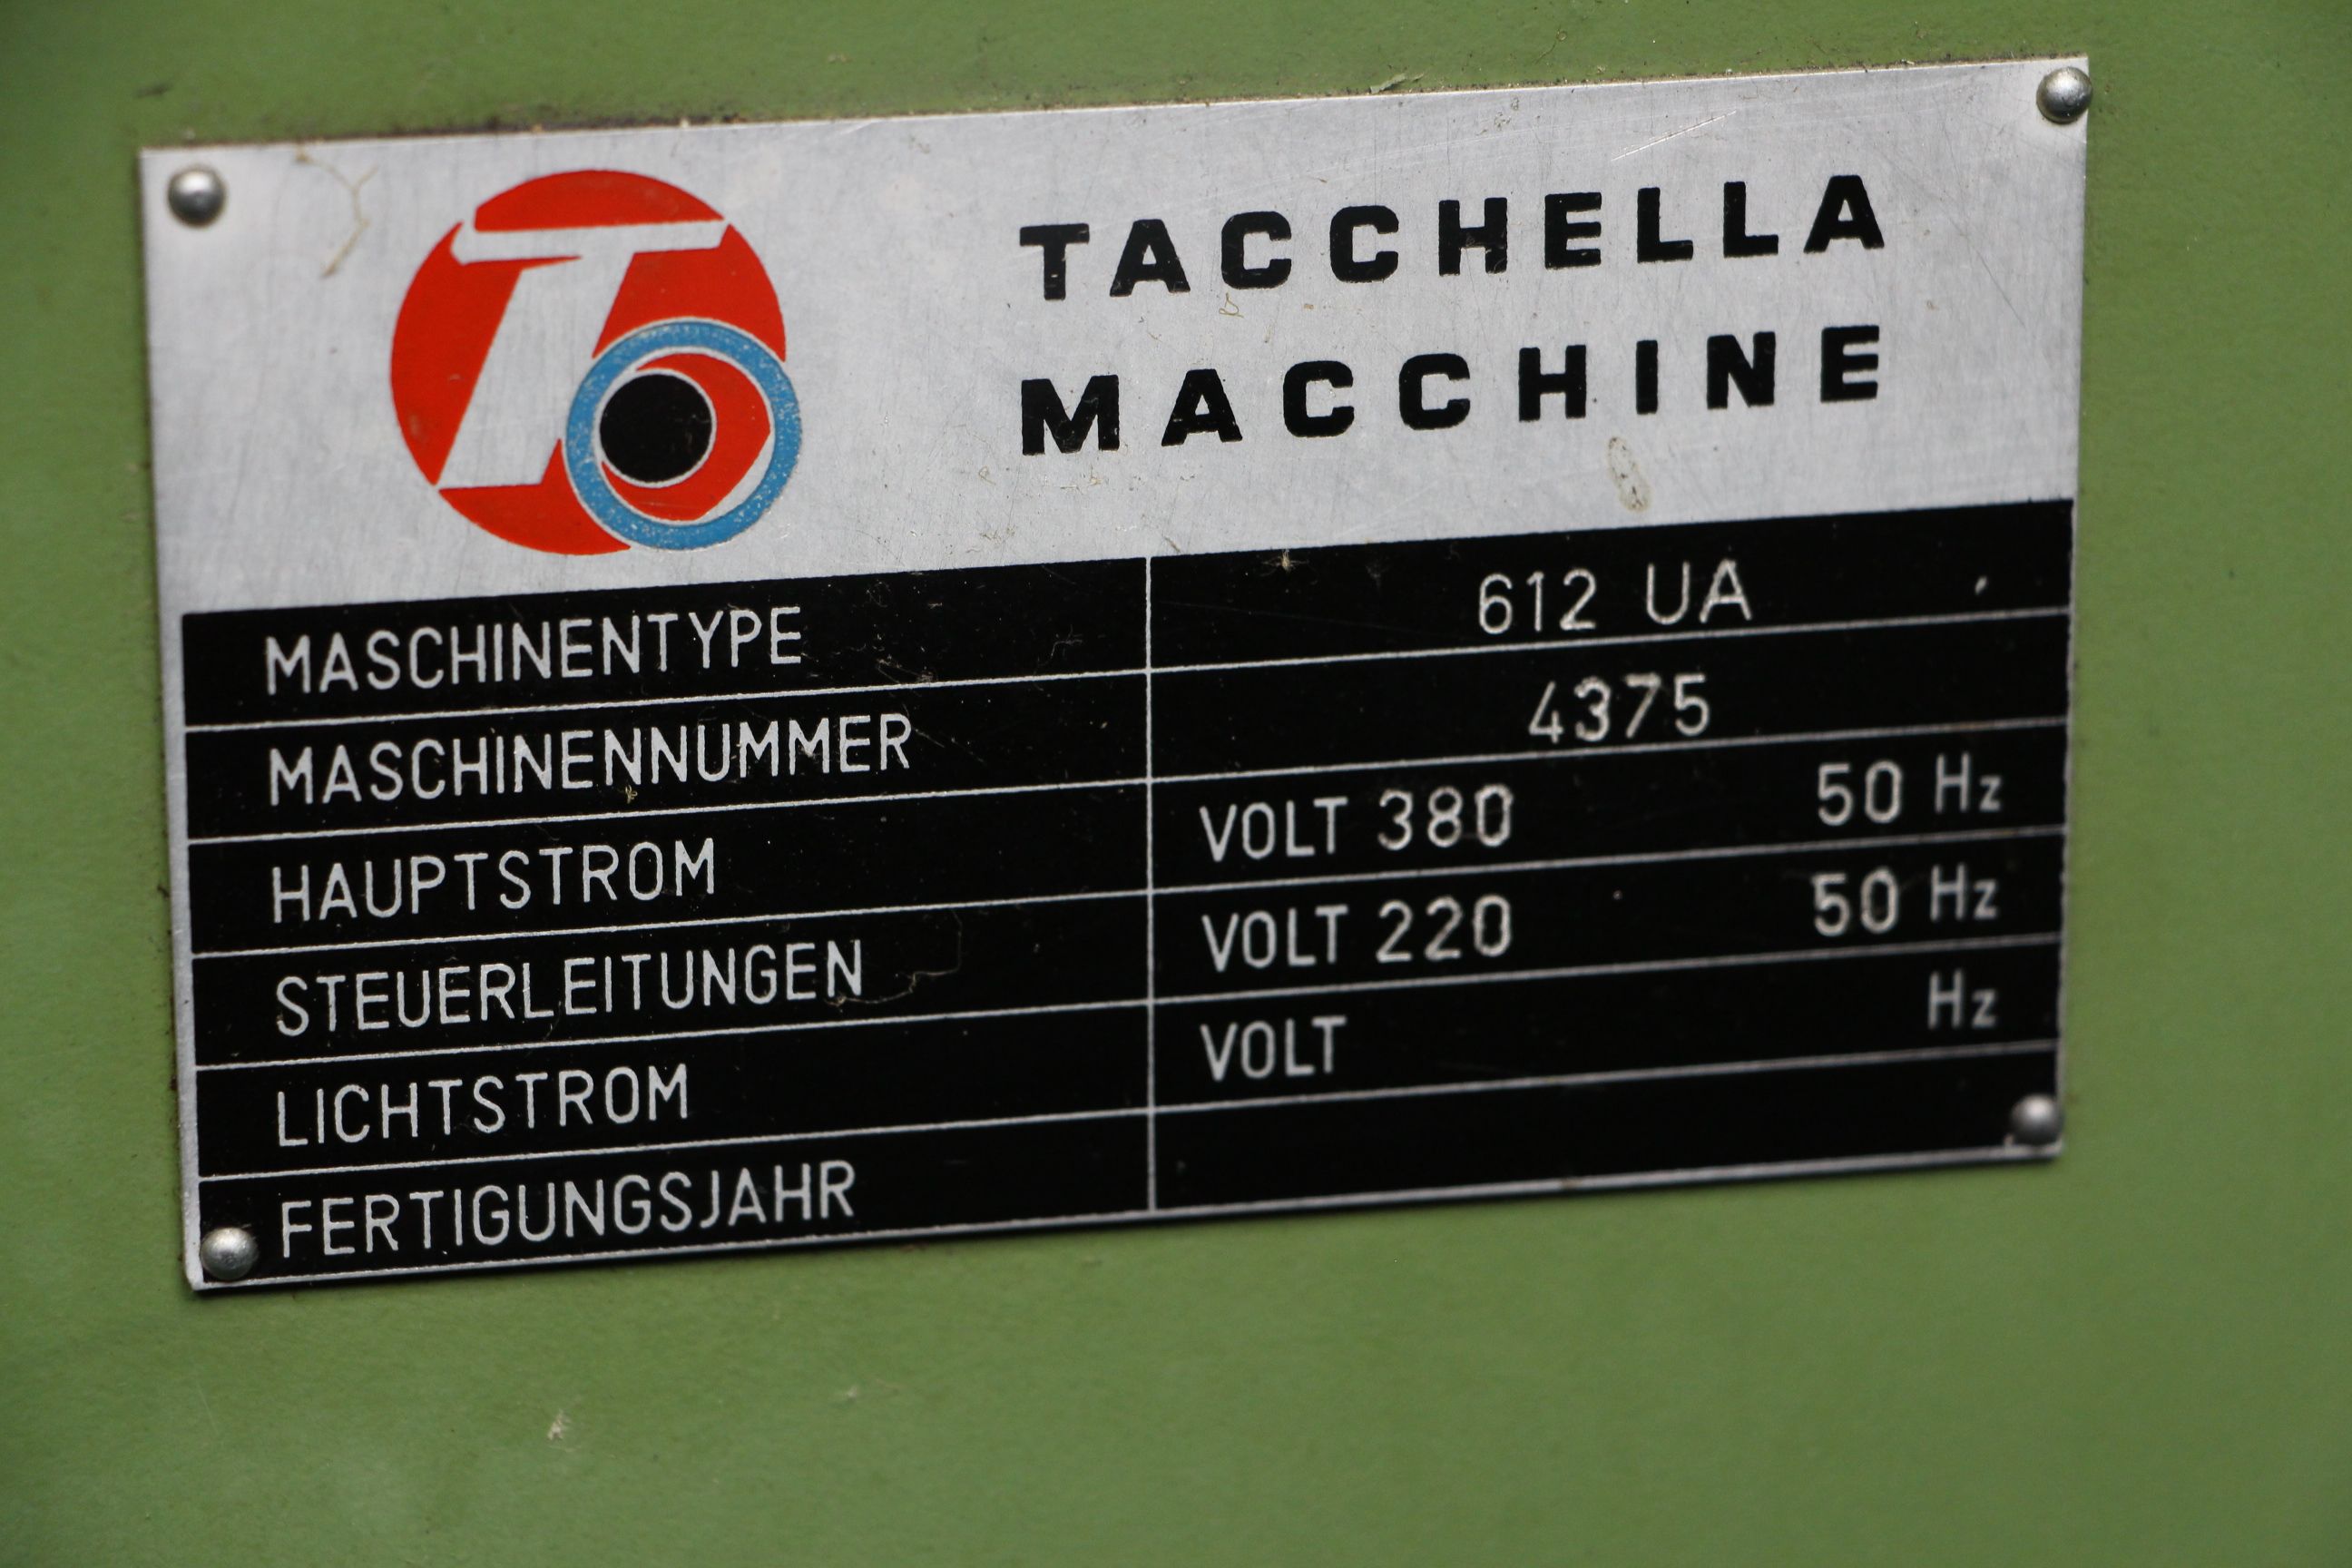 TACCHELLA
MACCHINE
MASCHINENTYPE 612 UA
MASCHINENNUMMER 4375
HAUPTSTROM VOLT 380 50 Hz
STEUERLEITUNGEN VOLT 220 50 Hz
LICHTSTROM VOLT Hz
FERTIGUNGSJAHR